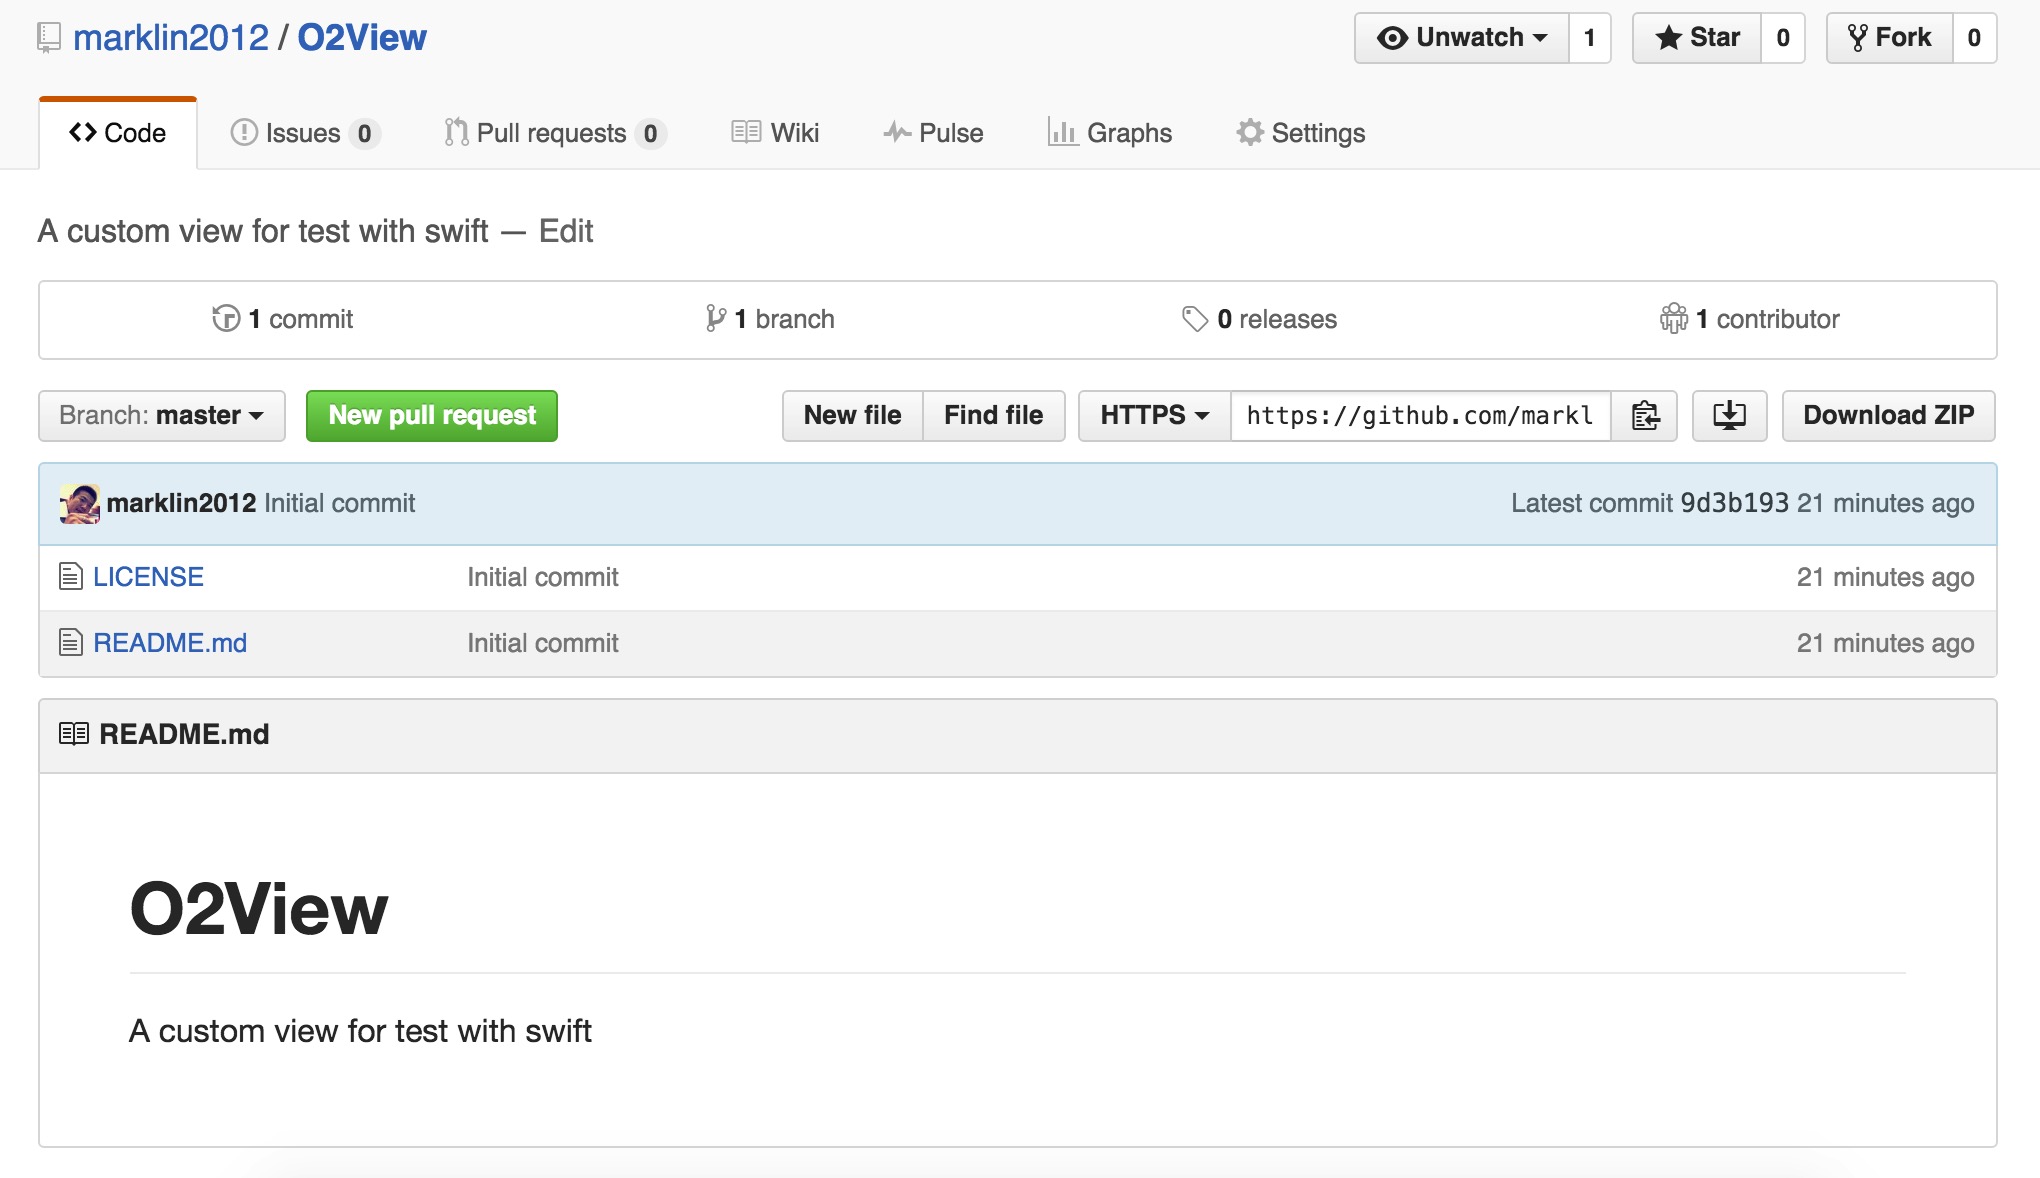 marklin2012 / O2View Unwatch 1 Star 0 Fork 0
Code Issues 0 Pull requests 0 Wiki Pulse Graphs Settings
A custom view for test with swift — Edit
1 commit 1 branch 0 releases 1 contributor
Branch: master New pull request New file Find file HTTPS https://github.com/markl Download ZIP
marklin2012 Initial commit Latest commit 9d3b193 21 minutes ago
LICENSE Initial commit 21 minutes ago
README.md Initial commit 21 minutes ago
README.md
O2View
A custom view for test with swift